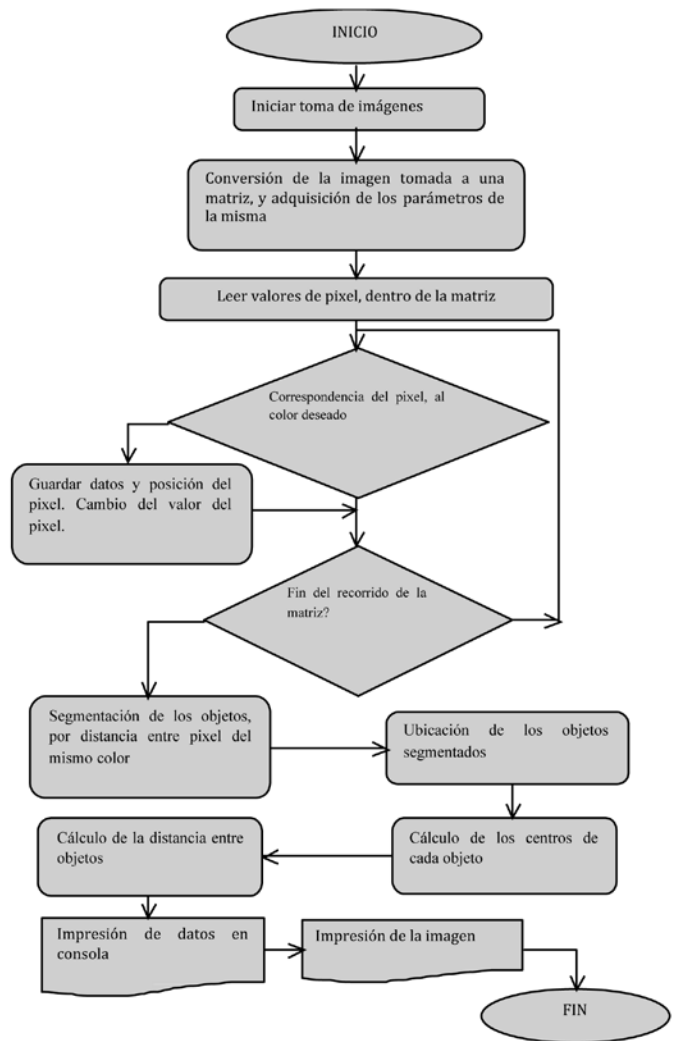 INICIO
Iniciar toma de imágenes
Conversión de la imagen tomada a una
matriz, y adquisición de los parámetros de
la misma
Leer valores de pixel, dentro de la matriz
Correspondencia del pixel, al
color deseado
Guardar datos y posición del
pixel. Cambio del valor del
pixel.
Fin del recorrido de la
matriz?
Segmentación de los objetos,
por distancia entre pixel del
mismo color
Ubicación de los objetos
segmentados
Cálculo de los centros de
cada objeto
Cálculo de la distancia entre
objetos
Impresión de datos en
consola
Impresión de la imagen
FIN